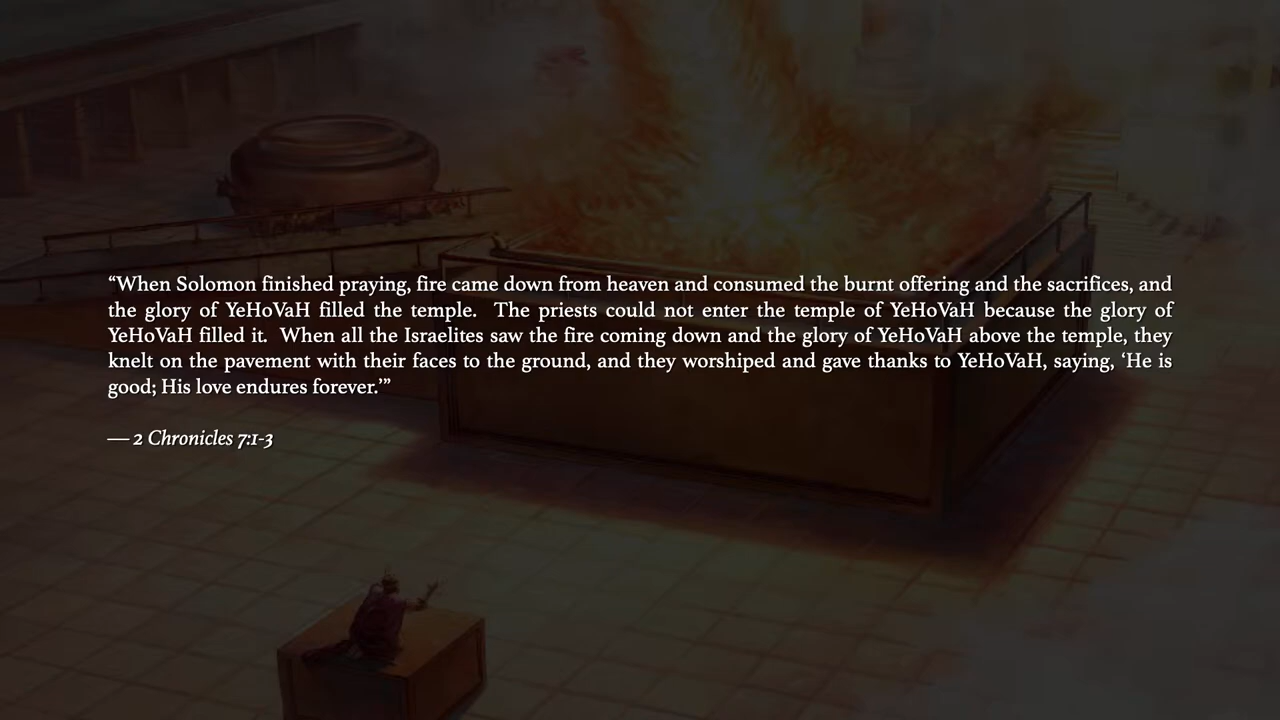 “When Solomon finished praying, fire came down from heaven and consumed the burnt offering and the sacrifices, and
the glory of YeHoVaH filled the temple.  The priests could not enter the temple of YeHoVaH because the glory of
YeHoVaH filled it.  When all the Israelites saw the fire coming down and the glory of YeHoVaH above the temple, they
knelt on the pavement with their faces to the ground, and they worshiped and gave thanks to YeHoVaH, saying, ‘He is
good; His love endures forever.’”
— 2 Chronicles 7:1-3